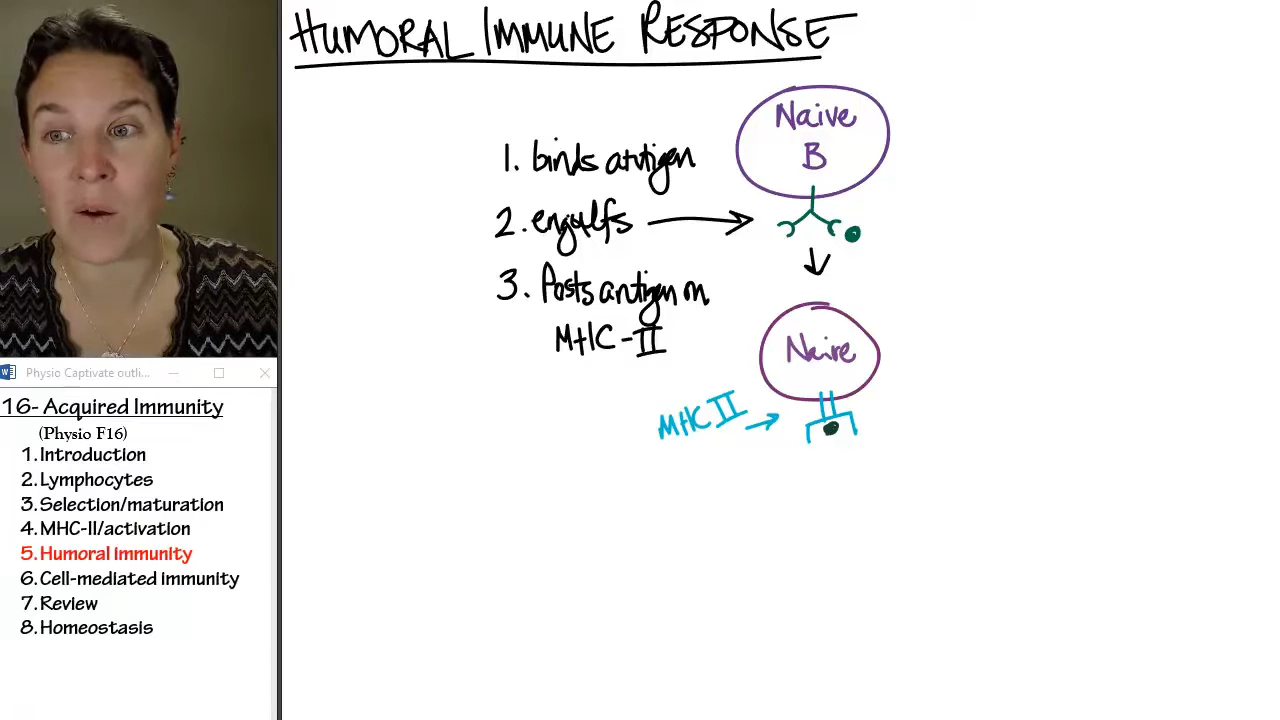 HUMORAL IMMUNE RESPONSE
Naive
B
1. binds antigen
2. engulfs
3. Posts antigen on
MHC-II
Naive
MHC II
Physio Captivate outli...
16- Acquired Immunity
(Physio F16)
1. Introduction
2. Lymphocytes
3. Selection/maturation
4. MHC-II/activation
5. Humoral immunity
6. Cell-mediated immunity
7. Review
8. Homeostasis